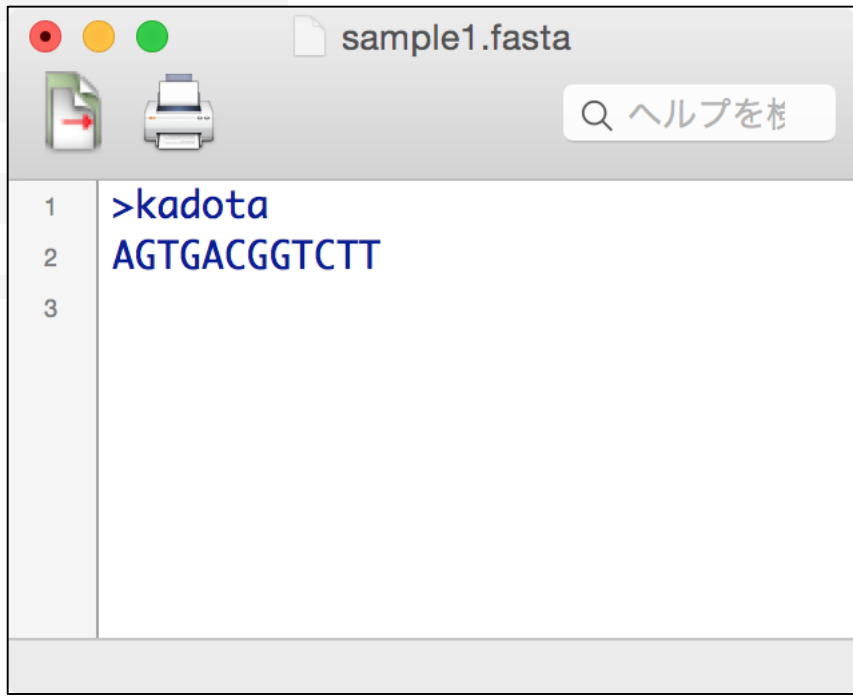 sample1.fasta
ヘルプを検
1 >kadota
2 AGTGACGGTCTT
3